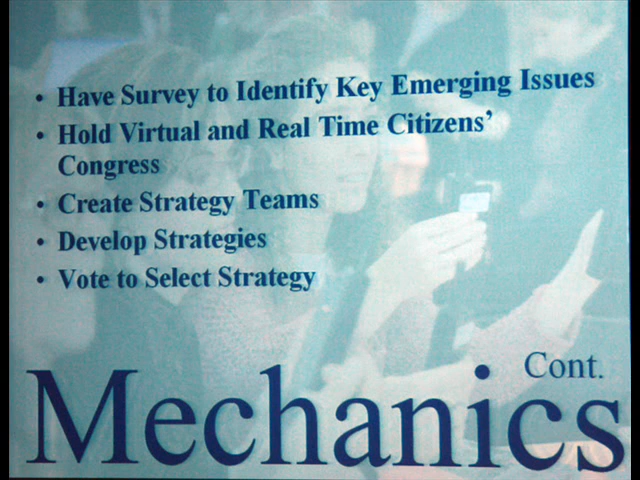 • Have Survey to Identify Key Emerging Issues
• Hold Virtual and Real Time Citizens'
Congress
• Create Strategy Teams
• Develop Strategies
• Vote to Select Strategy
Cont.
Mechanics